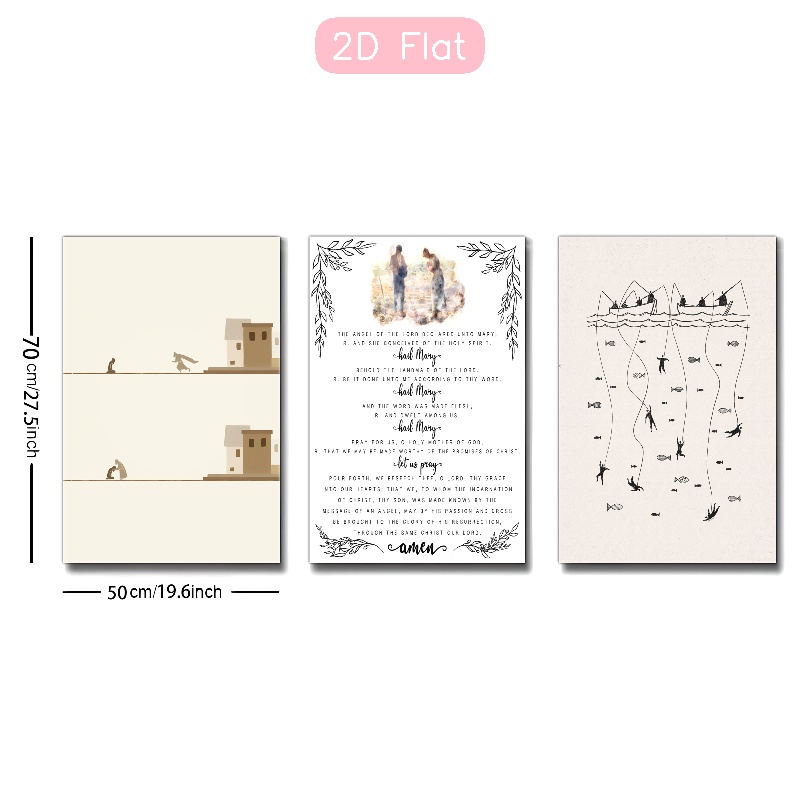 2D Flat
70cm/27.5inch
50cm/19.6inch
THE ANGEL OF THE LORD DECLARED UNTO MARY.
R. AND SHE CONCEIVED OF THE HOLY SPIRIT.
hail Mary
BEHOLD THE HANDMAID OF THE LORD.
R. BE IT DONE UNTO ME ACCORDING TO THY WORD.
hail Mary
AND THE WORD WAS MADE FLESH,
R. AND DWELT AMONG US.
hail Mary
PRAY FOR US, O HOLY MOTHER OF GOD,
R. THAT WE MAY BE MADE WORTHY OF THE PROMISES OF CHRIST.
let us pray
POUR FORTH, WE BESEECH THEE, O LORD, THY GRACE
INTO OUR HEARTS; THAT WE, TO WHOM THE INCARNATION
OF CHRIST, THY SON, WAS MADE KNOWN BY THE
MESSAGE OF AN ANGEL, MAY BY HIS PASSION AND CROSS
BE BROUGHT TO THE GLORY OF HIS RESURRECTION,
THROUGH THE SAME CHRIST OUR LORD.
amen